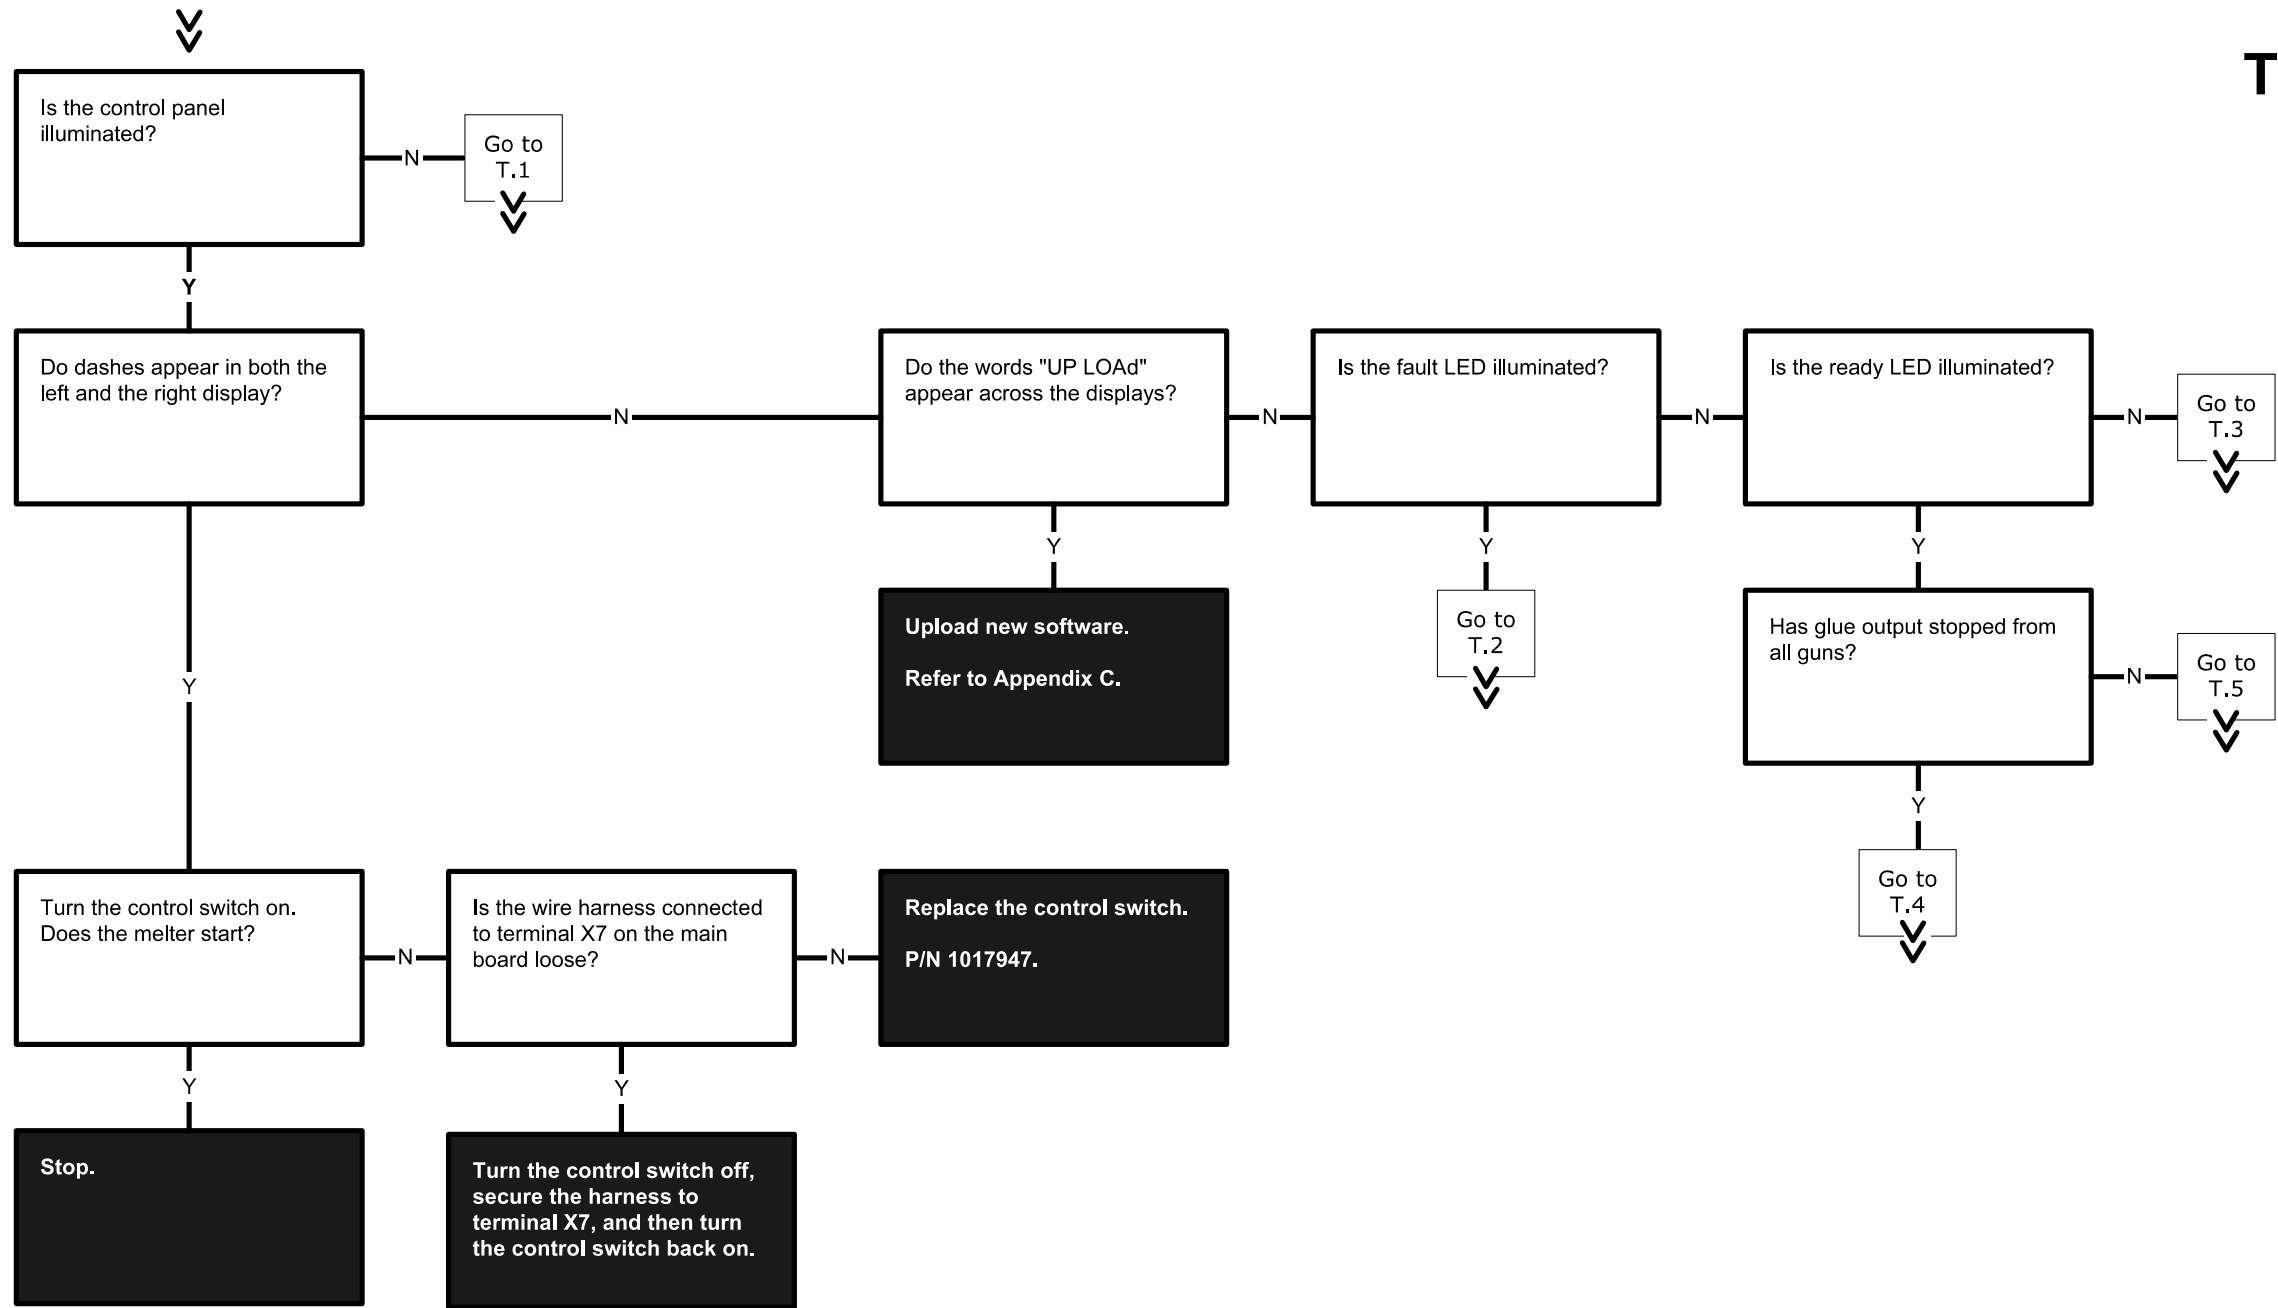 T
Is the control panel
illuminated?
N
Go to
T.1
Y
Do dashes appear in both the
left and the right display?
N
Do the words "UP LOAd"
appear across the displays?
N
Is the fault LED illuminated?
N
Is the ready LED illuminated?
N
Go to
T.3
Y
Y
Y
Upload new software.
Refer to Appendix C.
Go to
T.2
Has glue output stopped from
all guns?
N
Go to
T.5
Y
Y
Go to
T.4
Turn the control switch on.
Does the melter start?
N
Is the wire harness connected
to terminal X7 on the main
board loose?
N
Replace the control switch.
P/N 1017947.
Y
Y
Stop.
Turn the control switch off,
secure the harness to
terminal X7, and then turn
the control switch back on.